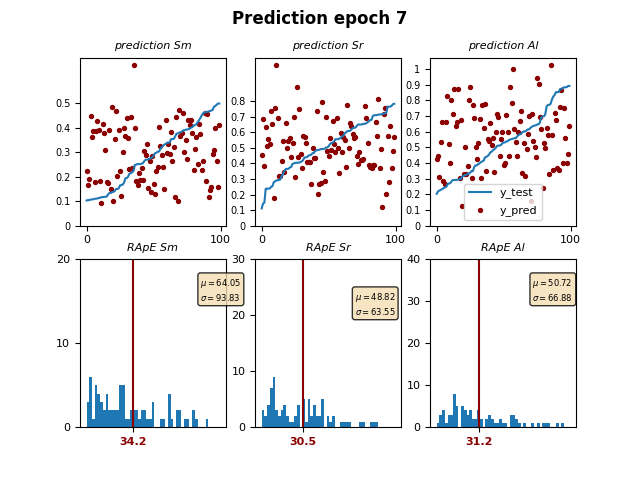 Prediction epoch 7
prediction Sm
prediction Sr
prediction Al
0.5
0.4
0.3
0.2
0.1
0
0.8
0.7
0.6
0.5
0.4
0.3
0.2
0.1
0
1
0.9
0.8
0.7
0.6
0.5
0.4
0.3
0.2
0.1
0
y_test
y_pred
0 100
0 100
0 100
RApE Sm
RApE Sr
RApE Al
20
10
0
30
20
10
0
40
30
20
10
0
μ = 64.05
σ = 93.83
μ = 48.82
σ = 63.55
μ = 50.72
σ = 66.88
34.2
30.5
31.2